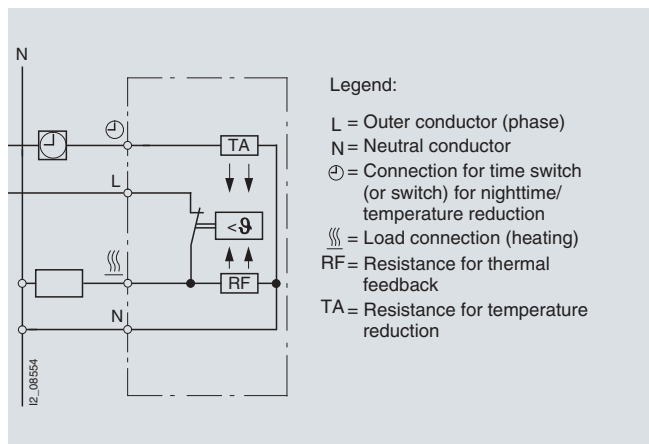 N
TA
L
<ϑ
RF
N
I2_08554
Legend:
L = Outer conductor (phase)
N = Neutral conductor
= Connection for time switch
(or switch) for nighttime/
temperature reduction
= Load connection (heating)
RF = Resistance for thermal
feedback
TA = Resistance for temperature
reduction